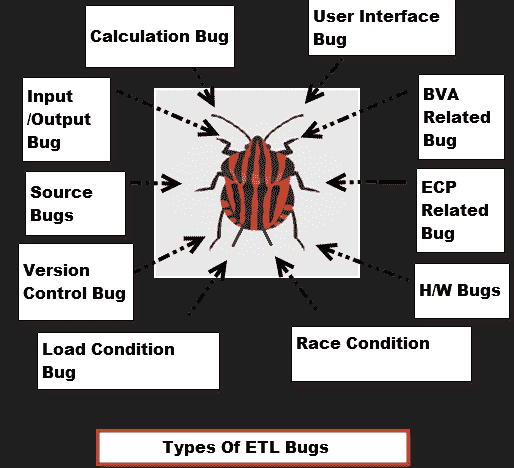 Calculation Bug
User Interface
Bug
Input
/Output
Bug
BVA
Related
Bug
Source
Bugs
ECP
Related
Bug
Version
Control Bug
H/W Bugs
Load Condition
Bug
Race Condition
Types Of ETL Bugs